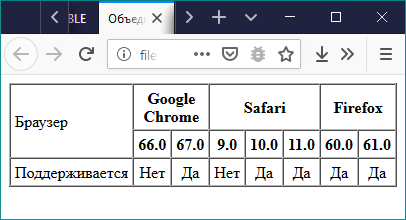 BLE
Объеди
file
Браузер
Google Chrome
Safari
Firefox
66.0 67.0 9.0 10.0 11.0 60.0 61.0
Поддерживается Нет Да Нет Да Да Да Да